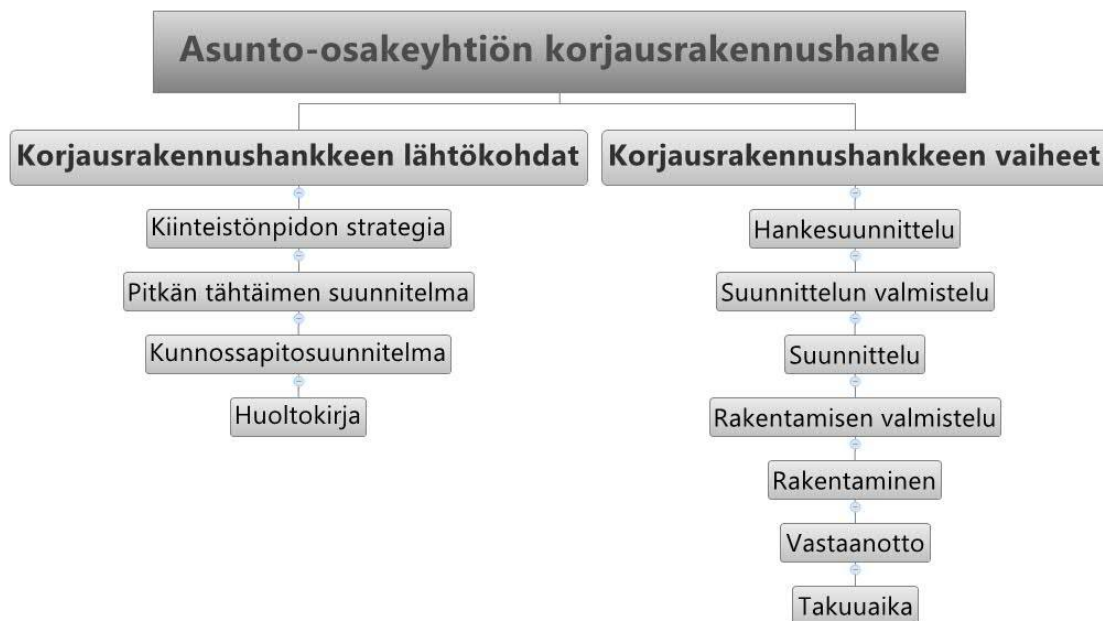 Asunto-osakeyhtiön korjausrakennushanke
Korjausrakennushankkeen lähtökohdat
Kiinteistönpidon strategia
Pitkän tähtäimen suunnitelma
Kunnossapitosuunnitelma
Huoltokirja
Korjausrakennushankkeen vaiheet
Hankesuunnittelu
Suunnittelun valmistelu
Suunnittelu
Rakentamisen valmistelu
Rakentaminen
Vastaanotto
Takuuaika